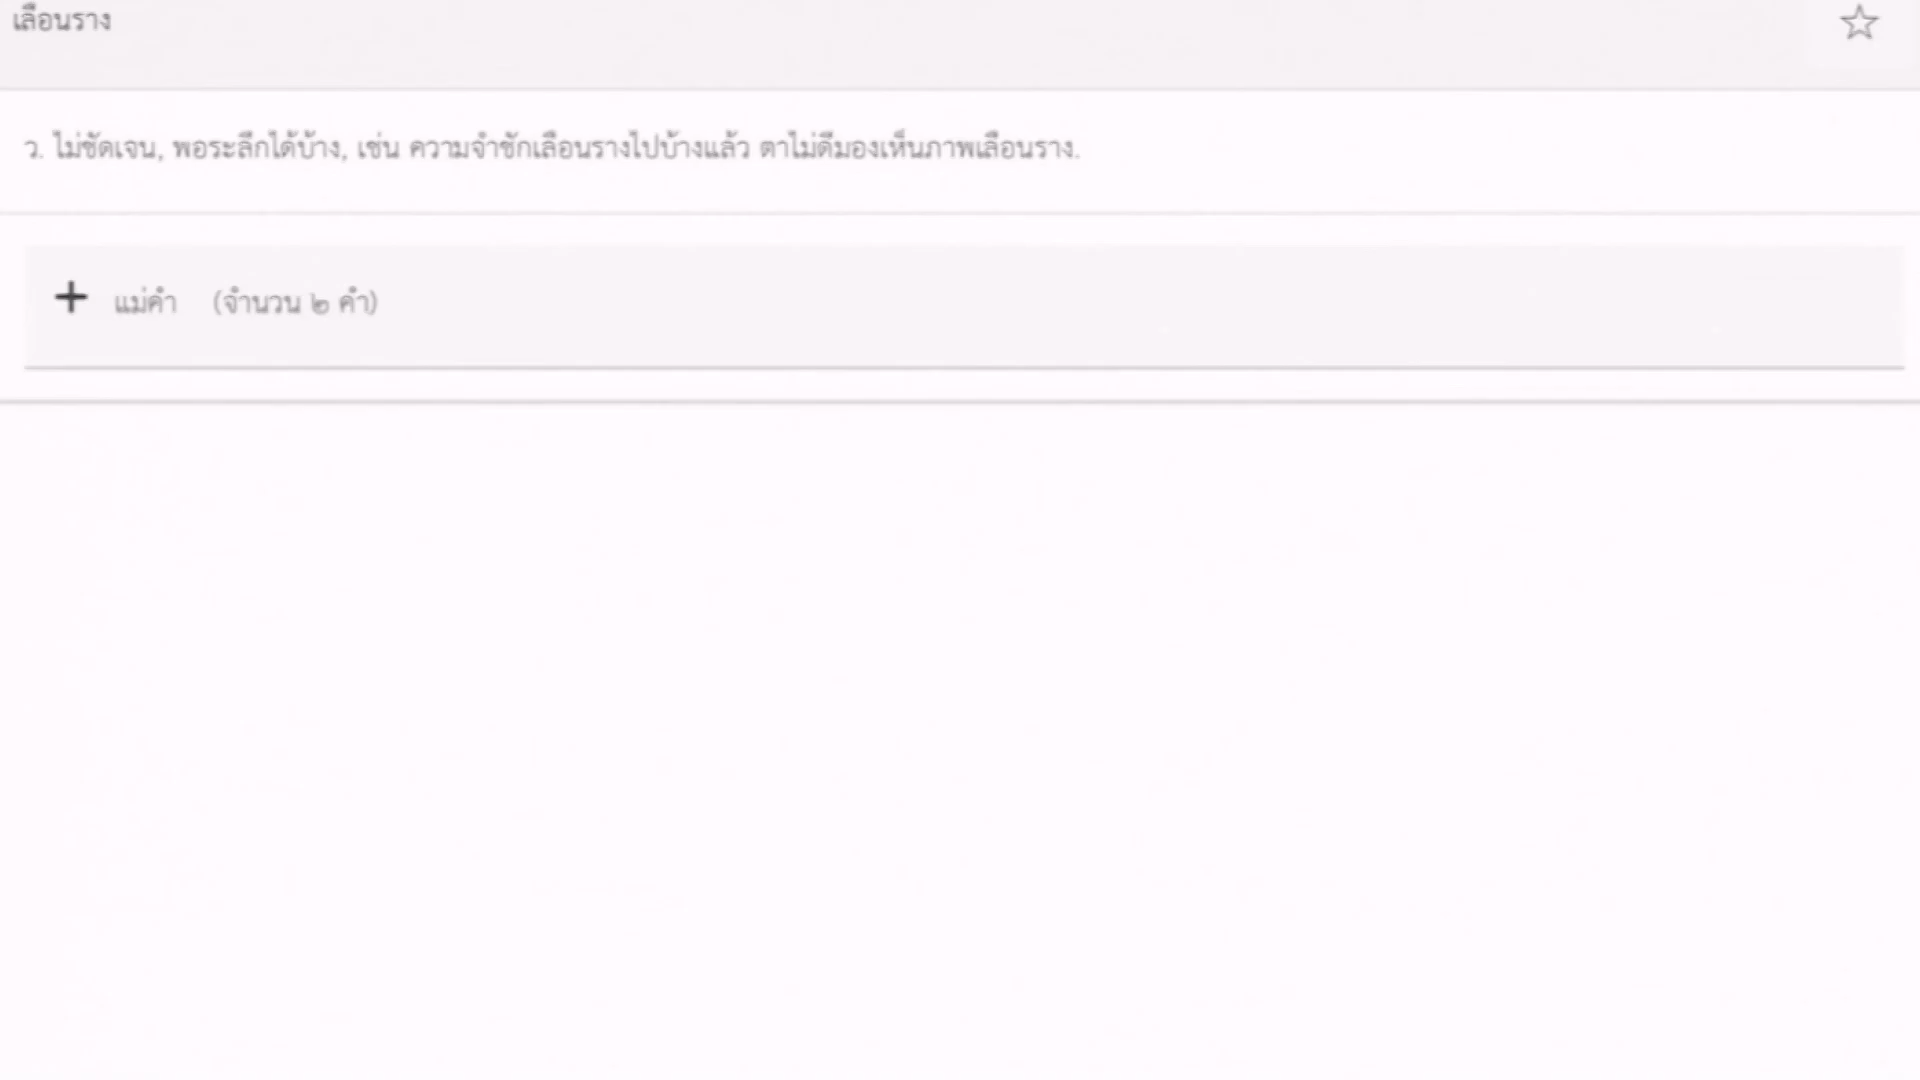 เลือนราง
ว. ไม่ชัดเจน, พอระลึกได้บ้าง, เช่น ความจำชักเลือนรางไปบ้างแล้ว ตาไม่ดีมองเห็นภาพเลือนราง.
แม่คำ (จำนวน ๒ คำ)